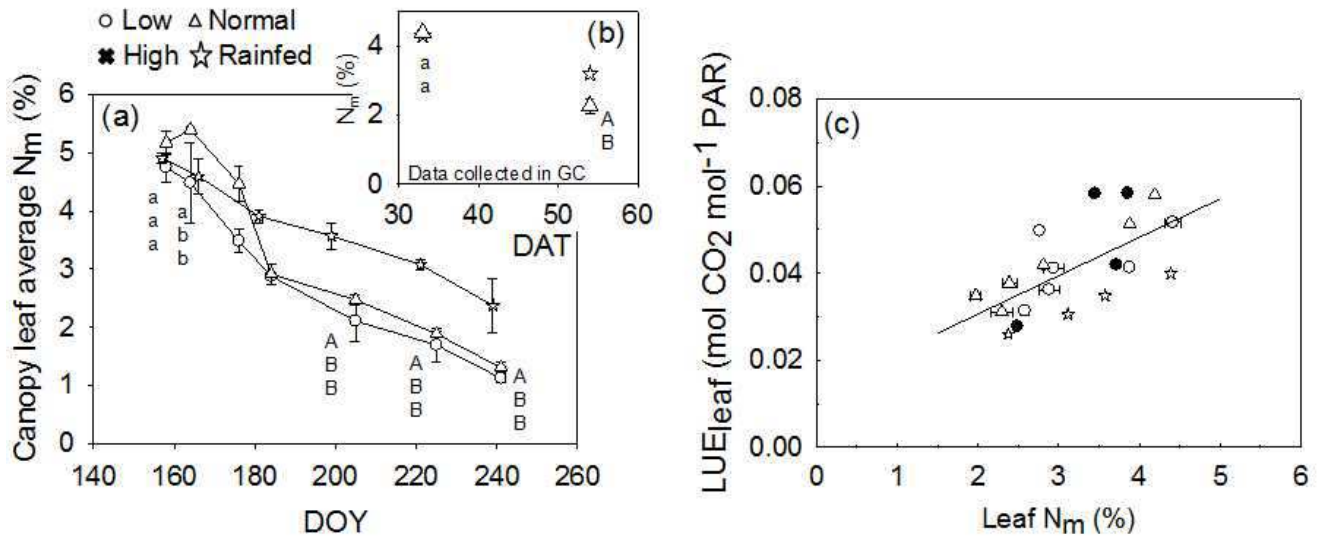 Low Normal
High Rainfed
(a)
Canopy leaf average Nm (%)
6
5
4
3
2
1
0
a
a
a
a
b
b
A
B
B
A
B
B
A
B
B
140 160 180 200 220 240 260
DOY
(b)
Nm (%)
4
2
0
a
a
A
B
Data collected in GC
30 40 50 60
DAT
(c)
LUEleaf (mol CO2 mol-1 PAR)
0.08
0.06
0.04
0.02
0.00
0 1 2 3 4 5 6
Leaf Nm (%)